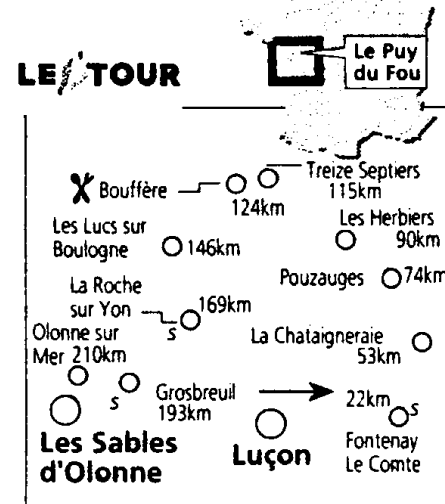 LE TOUR
Le Puy
du Fou
Treize Septiers
115km
Bouffère
124km
Les Herbiers
90km
Les Lucs sur
Boulogne
146km
Pouzauges
74km
La Roche
sur Yon
169km
s
La Chataigneraie
53km
Olonne sur
Mer 210km
s
Grosbreuil
193km
22km
s
Fontenay
Le Comte
Les Sables
d'Olonne
Luçon